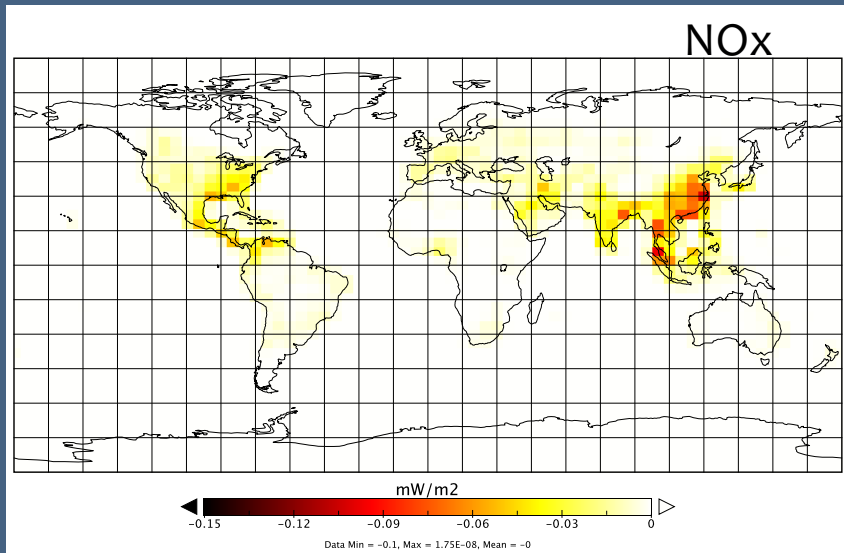 NOx
mW/m2
-0.15 -0.12 -0.09 -0.06 -0.03 0
Data Min = -0.1, Max = 1.75E-08, Mean = -0